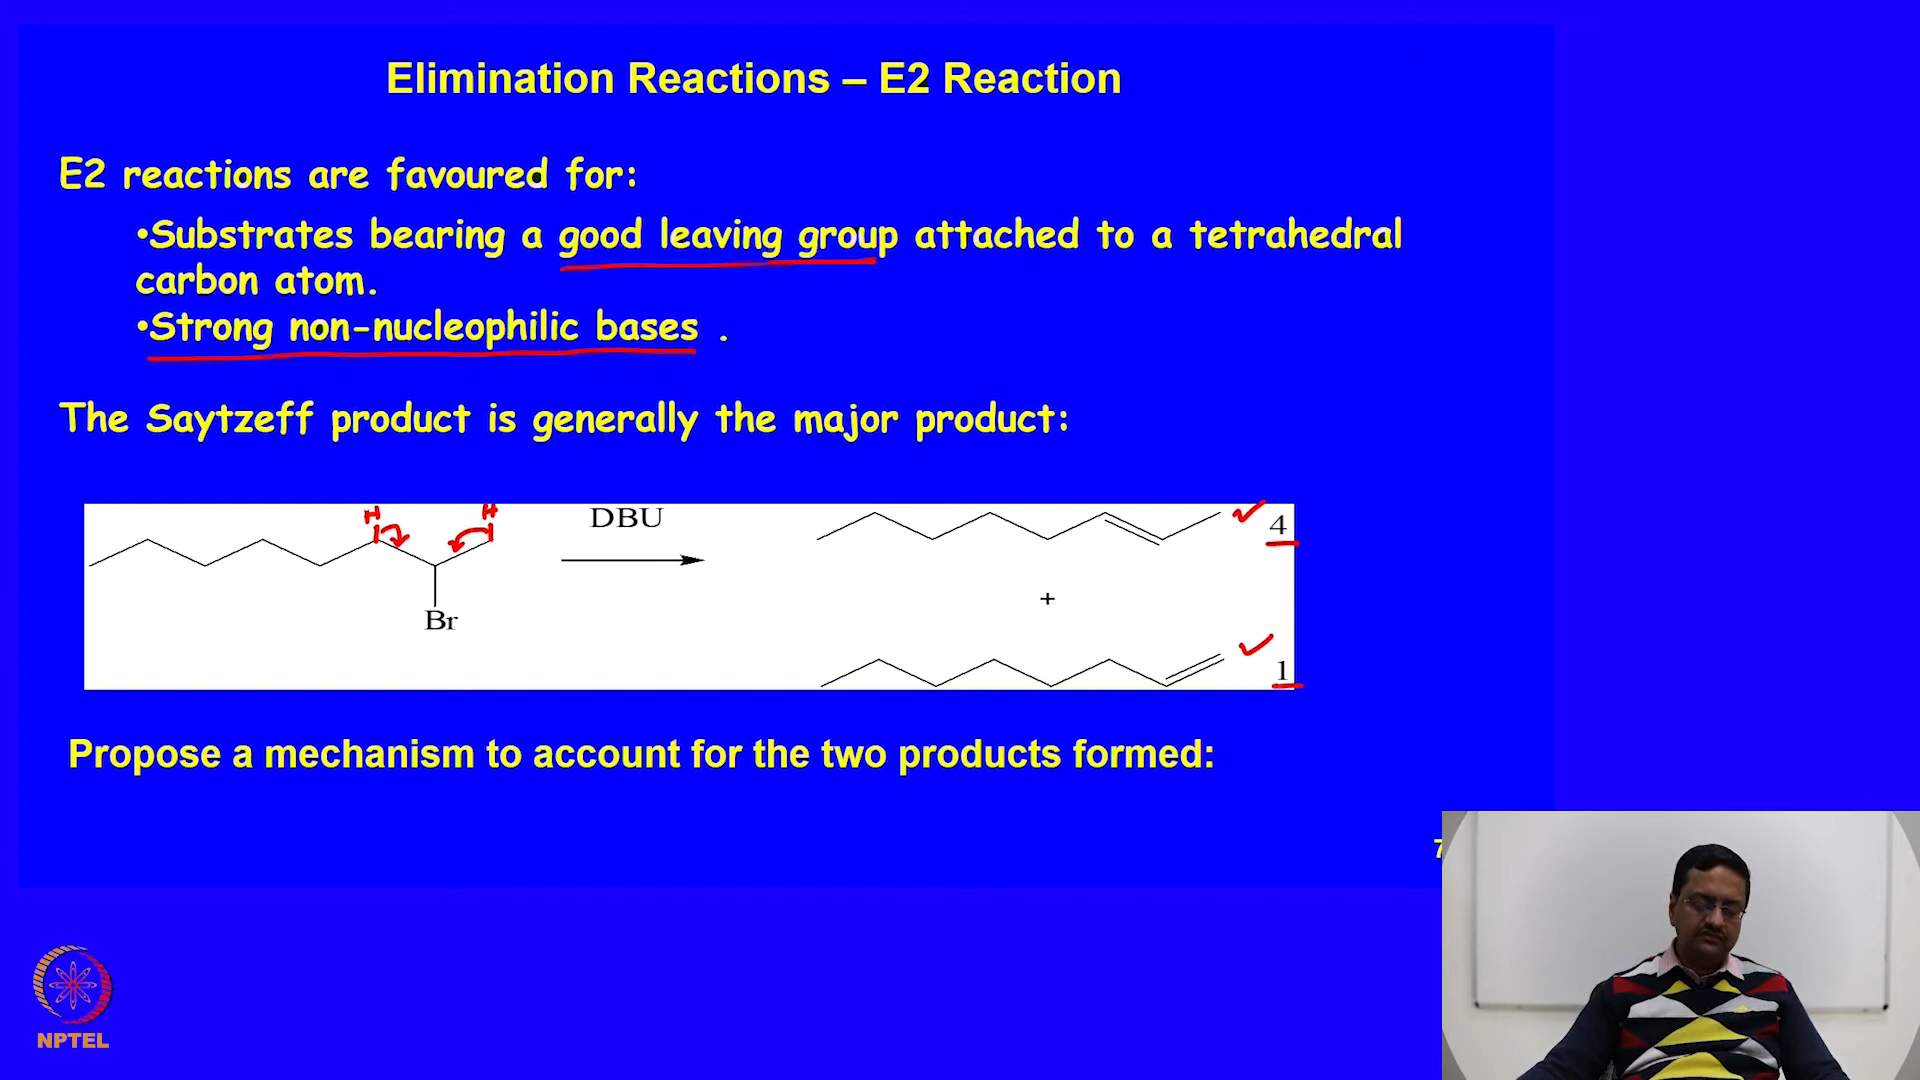 Elimination Reactions – E2 Reaction
E2 reactions are favoured for:
•Substrates bearing a good leaving group attached to a tetrahedral
carbon atom.
•Strong non-nucleophilic bases .
The Saytzeff product is generally the major product:
H H
DBU
4
Br
+
1
Propose a mechanism to account for the two products formed:
7
NPTEL